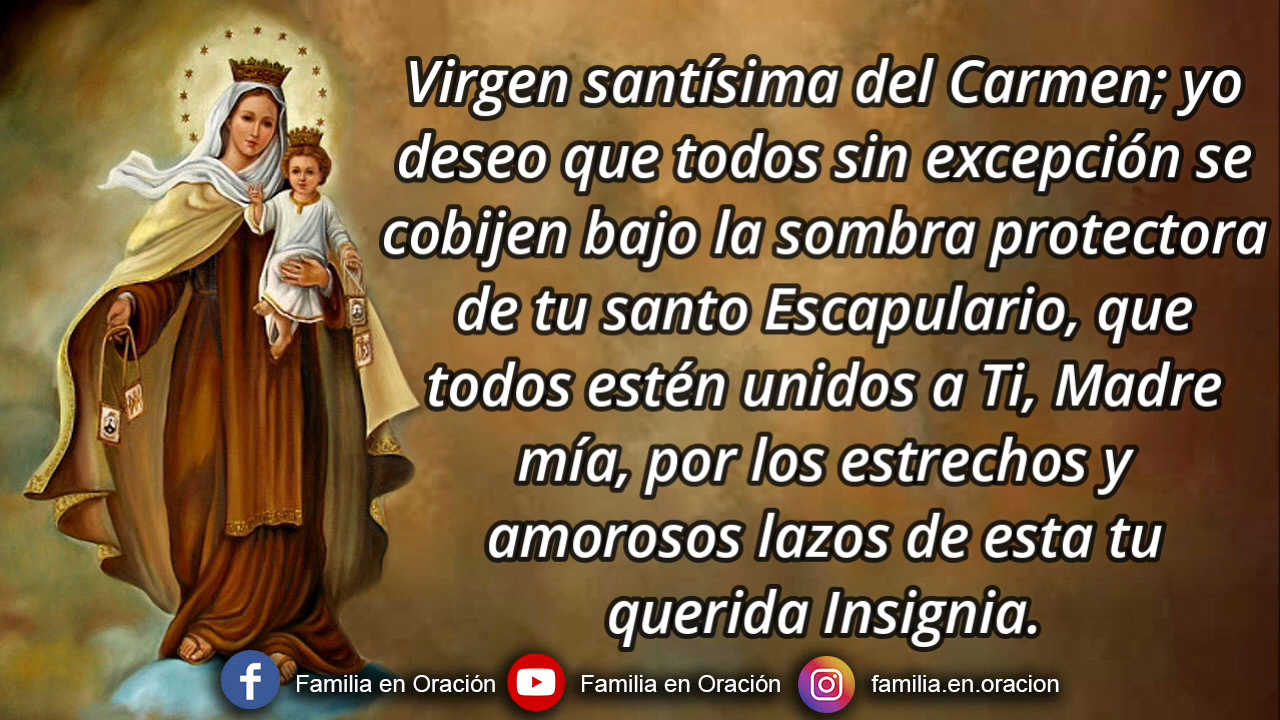 Virgen santísima del Carmen; yo
deseo que todos sin excepción se
cobijen bajo la sombra protectora
de tu santo Escapulario, que
todos estén unidos a Ti, Madre
mía, por los estrechos y
amorosos lazos de esta tu
querida Insignia.
Familia en Oración
Familia en Oración
familia.en.oracion